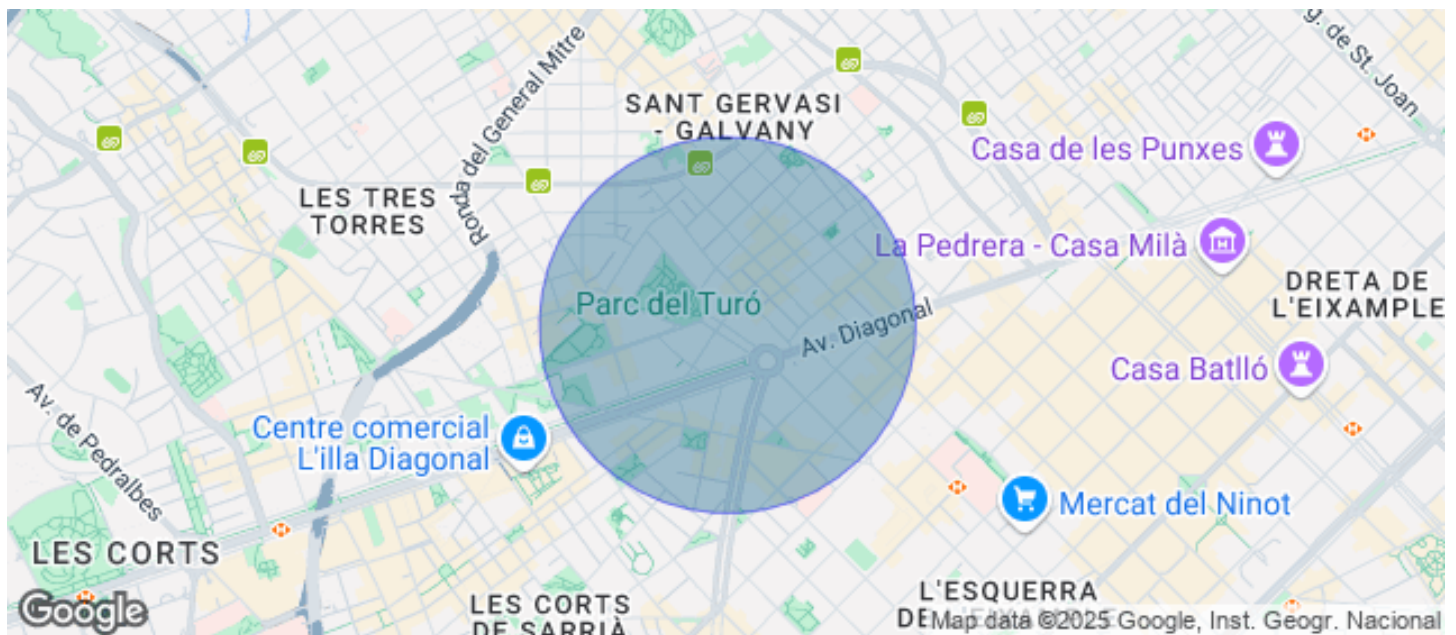 Ronda del General Mitre
g. de St. Joan
SANT GERVASI
- GALVANY
Casa de les Punxes
LES TRES
TORRES
La Pedrera - Casa Milà
DRETA DE
L'EIXAMPLE
Parc del Turó
Av. Diagonal
Casa Batlló
Av. de Pedralbes
Centre comercial
L'illa Diagonal
Mercat del Ninot
LES CORTS
L'ESQUERRA
DE L'EIXAMPLE
LES CORTS
DE SARRIÀ
Google
Map data ©2025 Google, Inst. Geogr. Nacional